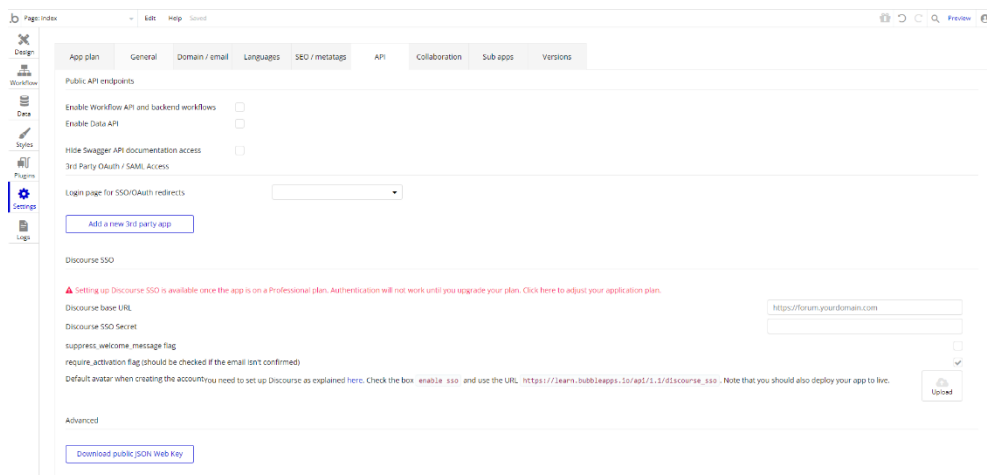 Page: Index Edit Help Saved Preview
Design
Workflow
Data
Styles
Plugins
Settings
Logs
App plan General Domain / email Languages SEO / metatags API Collaboration Sub apps Versions
Public API endpoints
Enable Workflow API and backend workflows
Enable Data API
Hide Swagger API documentation access
3rd Party OAuth / SAML Access
Login page for SSO/OAuth redirects
Add a new 3rd party app
Discourse SSO
Setting up Discourse SSO is available once the app is on a Professional plan. Authentication will not work until you upgrade your plan. Click here to adjust your application plan.
Discourse base URL https://forum.yourdomain.com
Discourse SSO Secret
suppress_welcome_message flag
require_activation flag (should be checked if the email isn't confirmed)
Default avatar when creating the account You need to set up Discourse as explained here. Check the box enable sso and use the URL https://learn.bubbleapps.io/api/1.1/discourse_sso. Note that you should also deploy your app to live.
Upload
Advanced
Download public JSON Web Key